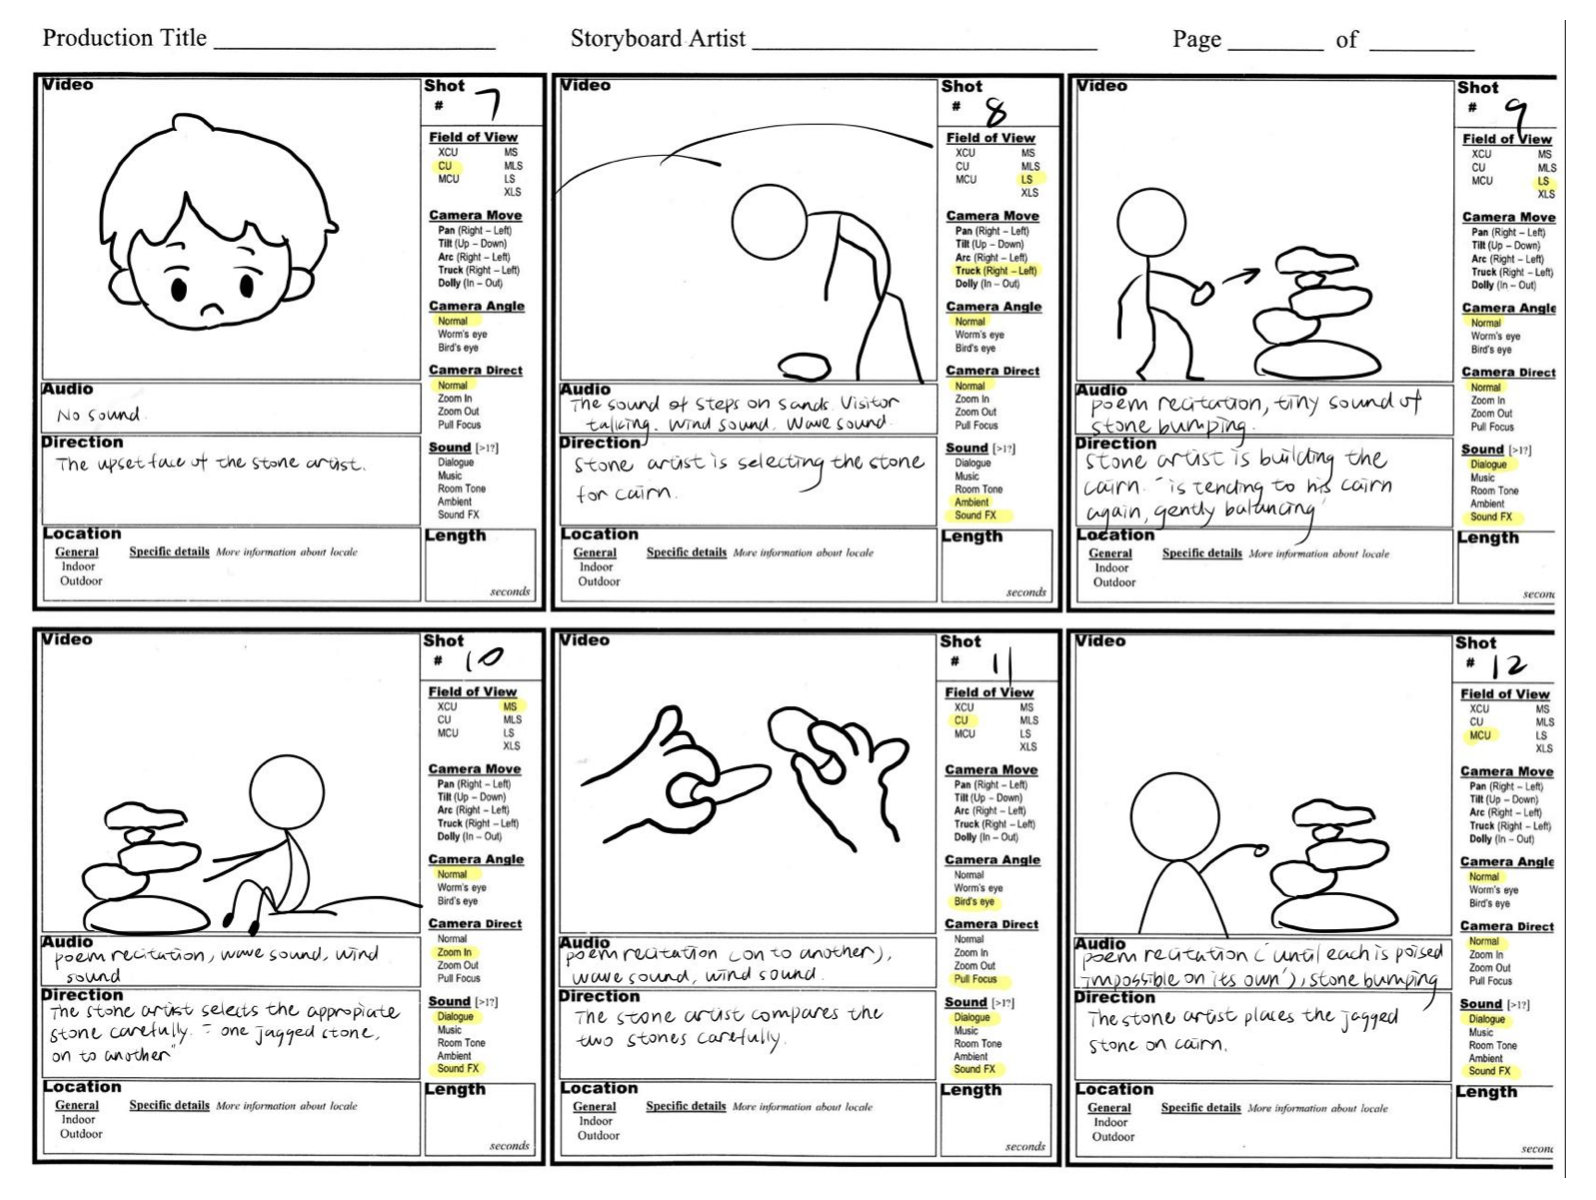 Production Title
Storyboard Artist
Page of
Video
Shot
# 7
Field of View
XCU MS
CU MLS
MCU LS
XLS
Camera Move
Pan (Right – Left)
Tilt (Up – Down)
Arc (Right – Left)
Truck (Right – Left)
Dolly (In – Out)
Camera Angle
Normal
Worm's eye
Bird's eye
Camera Direct
Normal
Zoom In
Zoom Out
Pull Focus
Sound [>1?]
Dialogue
Music
Room Tone
Ambient
Sound FX
Audio
No sound.
Direction
The upset face of the stone artist.
Location
General Specific details More information about locale
Indoor
Outdoor
Length
seconds
Video
Shot
# 8
Field of View
XCU MS
CU MLS
MCU LS
XLS
Camera Move
Pan (Right – Left)
Tilt (Up – Down)
Arc (Right – Left)
Truck (Right – Left)
Dolly (In – Out)
Camera Angle
Normal
Worm's eye
Bird's eye
Camera Direct
Normal
Zoom In
Zoom Out
Pull Focus
Sound [>1?]
Dialogue
Music
Room Tone
Ambient
Sound FX
Audio
The sound of steps on sands. Visitor
talking. Wind sound. Wave sound.
Direction
Stone artist is selecting the stone
for cairn.
Location
General Specific details More information about locale
Indoor
Outdoor
Length
seconds
Video
Shot
# 9
Field of View
XCU MS
CU MLS
MCU LS
XLS
Camera Move
Pan (Right – Left)
Tilt (Up – Down)
Arc (Right – Left)
Truck (Right – Left)
Dolly (In – Out)
Camera Angle
Normal
Worm's eye
Bird's eye
Camera Direct
Normal
Zoom In
Zoom Out
Pull Focus
Sound [>1?]
Dialogue
Music
Room Tone
Ambient
Sound FX
Audio
poem recitation, tiny sound of
stone bumping.
Direction
Stone artist is building the
cairn. "is tending to his cairn
again, gently balancing"
Location
General Specific details More information about locale
Indoor
Outdoor
Length
secon
Video
Shot
# 10
Field of View
XCU MS
CU MLS
MCU LS
XLS
Camera Move
Pan (Right – Left)
Tilt (Up – Down)
Arc (Right – Left)
Truck (Right – Left)
Dolly (In – Out)
Camera Angle
Normal
Worm's eye
Bird's eye
Camera Direct
Normal
Zoom In
Zoom Out
Pull Focus
Sound [>1?]
Dialogue
Music
Room Tone
Ambient
Sound FX
Audio
poem recitation, wave sound, wind
sound
Direction
The stone artist selects the appropiate
stone carefully. "one jagged stone,
on to another"
Location
General Specific details More information about locale
Indoor
Outdoor
Length
seconds
Video
Shot
# 11
Field of View
XCU MS
CU MLS
MCU LS
XLS
Camera Move
Pan (Right – Left)
Tilt (Up – Down)
Arc (Right – Left)
Truck (Right – Left)
Dolly (In – Out)
Camera Angle
Normal
Worm's eye
Bird's eye
Camera Direct
Normal
Zoom In
Zoom Out
Pull Focus
Sound [>1?]
Dialogue
Music
Room Tone
Ambient
Sound FX
Audio
poem recitation (on to another),
wave sound, wind sound.
Direction
The stone artist compares the
two stones carefully.
Location
General Specific details More information about locale
Indoor
Outdoor
Length
seconds
Video
Shot
# 12
Field of View
XCU MS
CU MLS
MCU LS
XLS
Camera Move
Pan (Right – Left)
Tilt (Up – Down)
Arc (Right – Left)
Truck (Right – Left)
Dolly (In – Out)
Camera Angle
Normal
Worm's eye
Bird's eye
Camera Direct
Normal
Zoom In
Zoom Out
Pull Focus
Sound [>1?]
Dialogue
Music
Room Tone
Ambient
Sound FX
Audio
poem recitation ('until each is poised
impossible on its own'), stone bumping
Direction
The stone artist places the jagged
stone on cairn.
Location
General Specific details More information about locale
Indoor
Outdoor
Length
secon